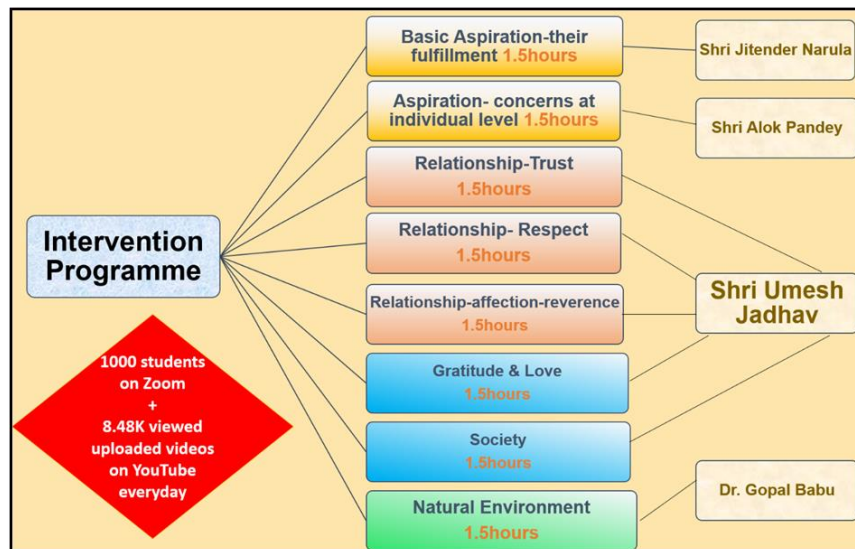 Basic Aspiration-their
fulfillment 1.5hours
Shri Jitender Narula
Aspiration- concerns at
individual level 1.5hours
Shri Alok Pandey
Relationship-Trust
1.5hours
Intervention
Programme
Relationship- Respect
1.5hours
Relationship-affection-reverence
1.5hours
Shri Umesh
Jadhav
1000 students
on Zoom
+
8.48K viewed
uploaded videos
on YouTube
everyday
Gratitude & Love
1.5hours
Society
1.5hours
Natural Environment
1.5hours
Dr. Gopal Babu